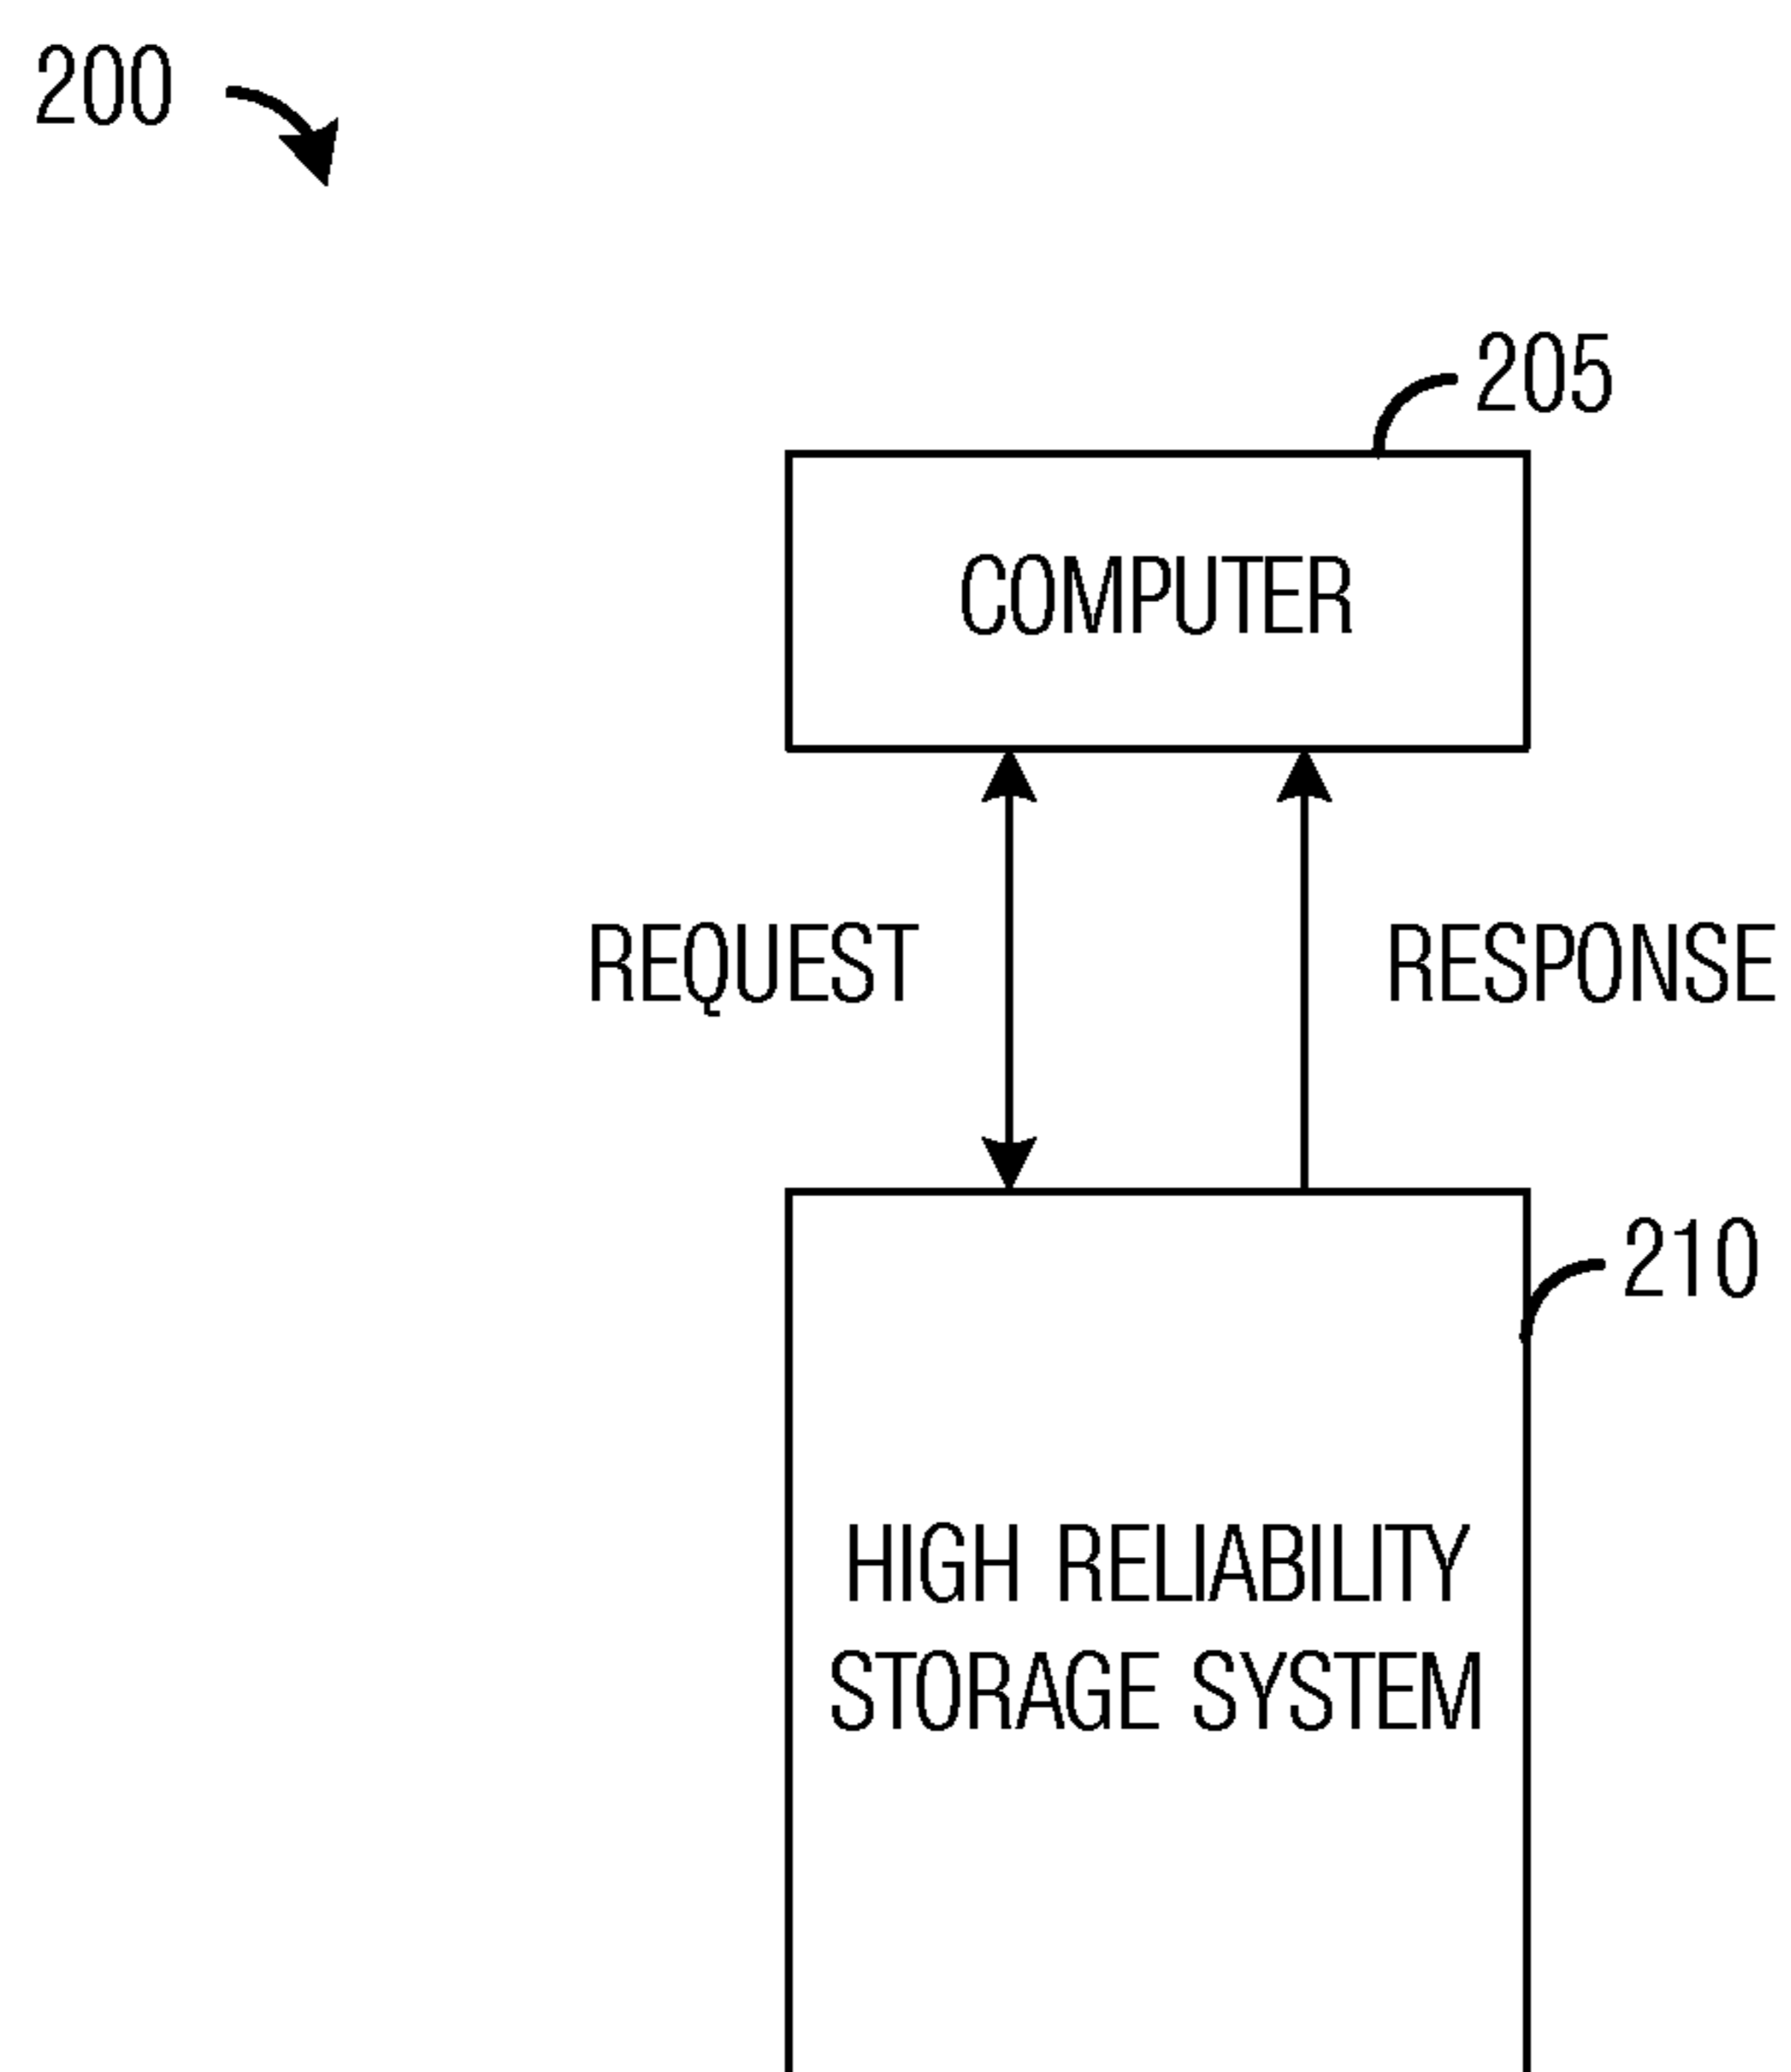 200
205
COMPUTER
REQUEST
RESPONSE
210
HIGH RELIABILITY
STORAGE SYSTEM